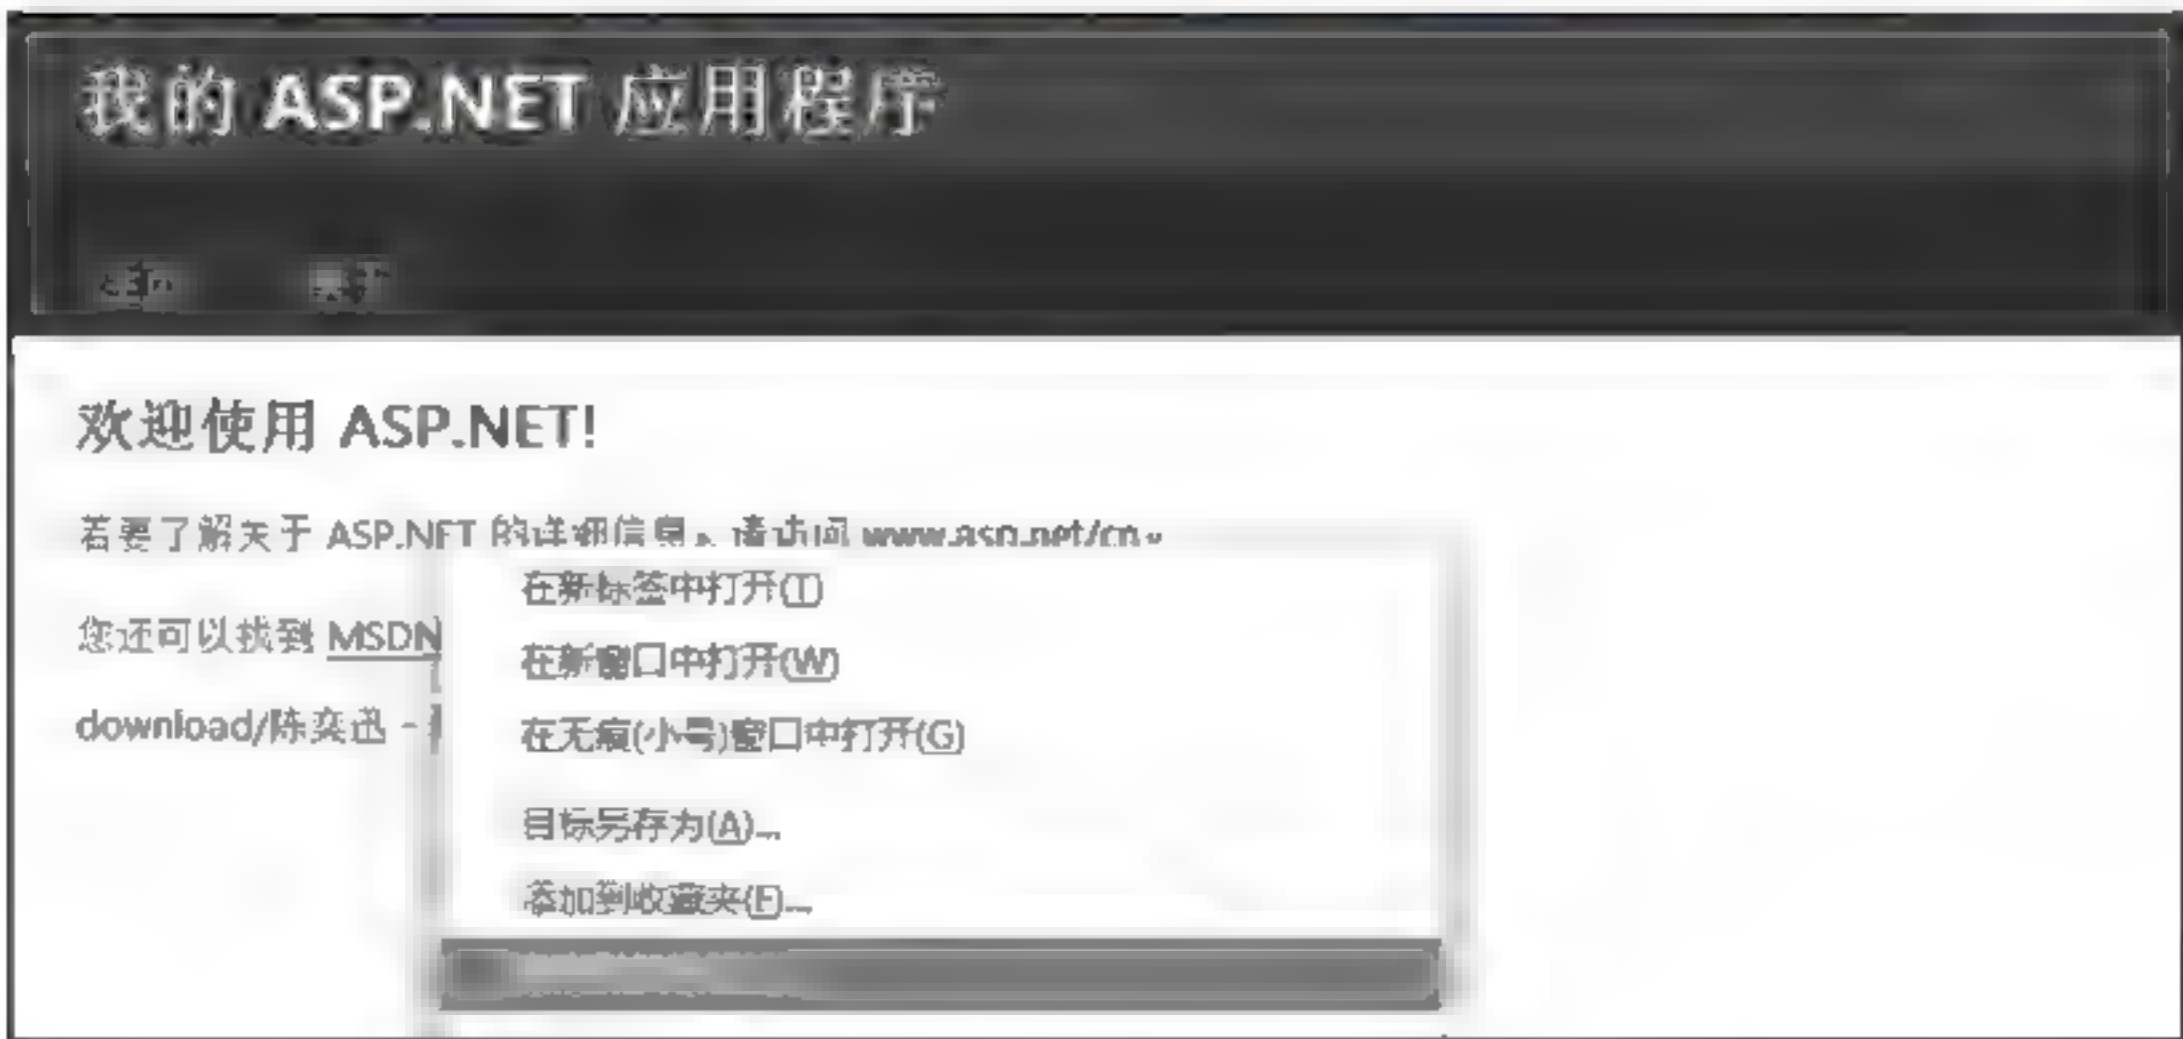 我的 ASP.NET 应用程序
欢迎使用 ASP.NET!
若要了解关于 ASP.NET 的详细信息，请访问 www.asp.net/cn。
在新标签中打开(T)
在新窗口中打开(W)
您还可以找到 MSDN
download/陈奕迅 -
在无痕(小号)窗口中打开(G)
目标另存为(A)...
添加到收藏夹(F)...